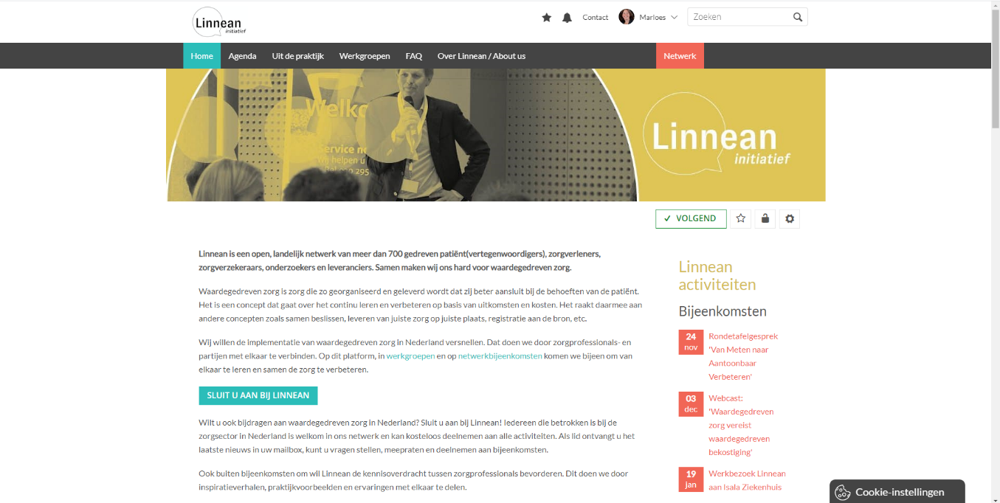 Linnean
initiatief
Contact
Marloes
Zoeken
Home
Agenda
Uit de praktijk
Werkgroepen
FAQ
Over Linnean / About us
Netwerk
Welko
Service
Linnean
initiatief
VOLGEND
Linnean is een open, landelijk netwerk van meer dan 700 gedreven patiënt(vertegenwoordigers), zorgverleners,
zorgverzekeraars, onderzoekers en leveranciers. Samen maken wij ons hard voor waardegedreven zorg.
Waardegedreven zorg is zorg die zo georganiseerd en geleverd wordt dat zij beter aansluit bij de behoeften van de patiënt.
Het is een concept dat gaat over het continu leren en verbeteren op basis van uitkomsten en kosten. Het raakt daarmee aan
andere concepten zoals samen beslissen, leveren van juiste zorg op juiste plaats, registratie aan de bron, etc.
Wij willen de implementatie van waardegedreven zorg in Nederland versnellen. Dat doen we door zorgprofessionals- en
partijen met elkaar te verbinden. Op dit platform, in werkgroepen en op netwerkbijeenkomsten komen we bijeen om van
elkaar te leren en samen de zorg te verbeteren.
SLUIT U AAN BIJ LINNEAN
Wilt u ook bijdragen aan waardegedreven zorg in Nederland? Sluit u aan bij Linnean! Iedereen die betrokken is bij de
zorgsector in Nederland is welkom in ons netwerk en kan kosteloos deelnemen aan alle activiteiten. Als lid ontvangt u het
laatste nieuws in uw mailbox, kunt u vragen stellen, meepraten en deelnemen aan bijeenkomsten.
Ook buiten bijeenkomsten om wil Linnean de kennisoverdracht tussen zorgprofessionals bevorderen. Dit doen we door
inspiratieverhalen, praktijkvoorbeelden en ervaringen met elkaar te delen.
Linnean
activiteiten
Bijeenkomsten
24
nov
Rondetafelgesprek
'Van Meten naar
Aantoonbaar
Verbeteren'
03
dec
Webcast:
'Waardegedreven
zorg vereist
waardegedreven
bekostiging'
19
jan
Werkbezoek Linnean
aan Isala Ziekenhuis
Cookie-instellingen